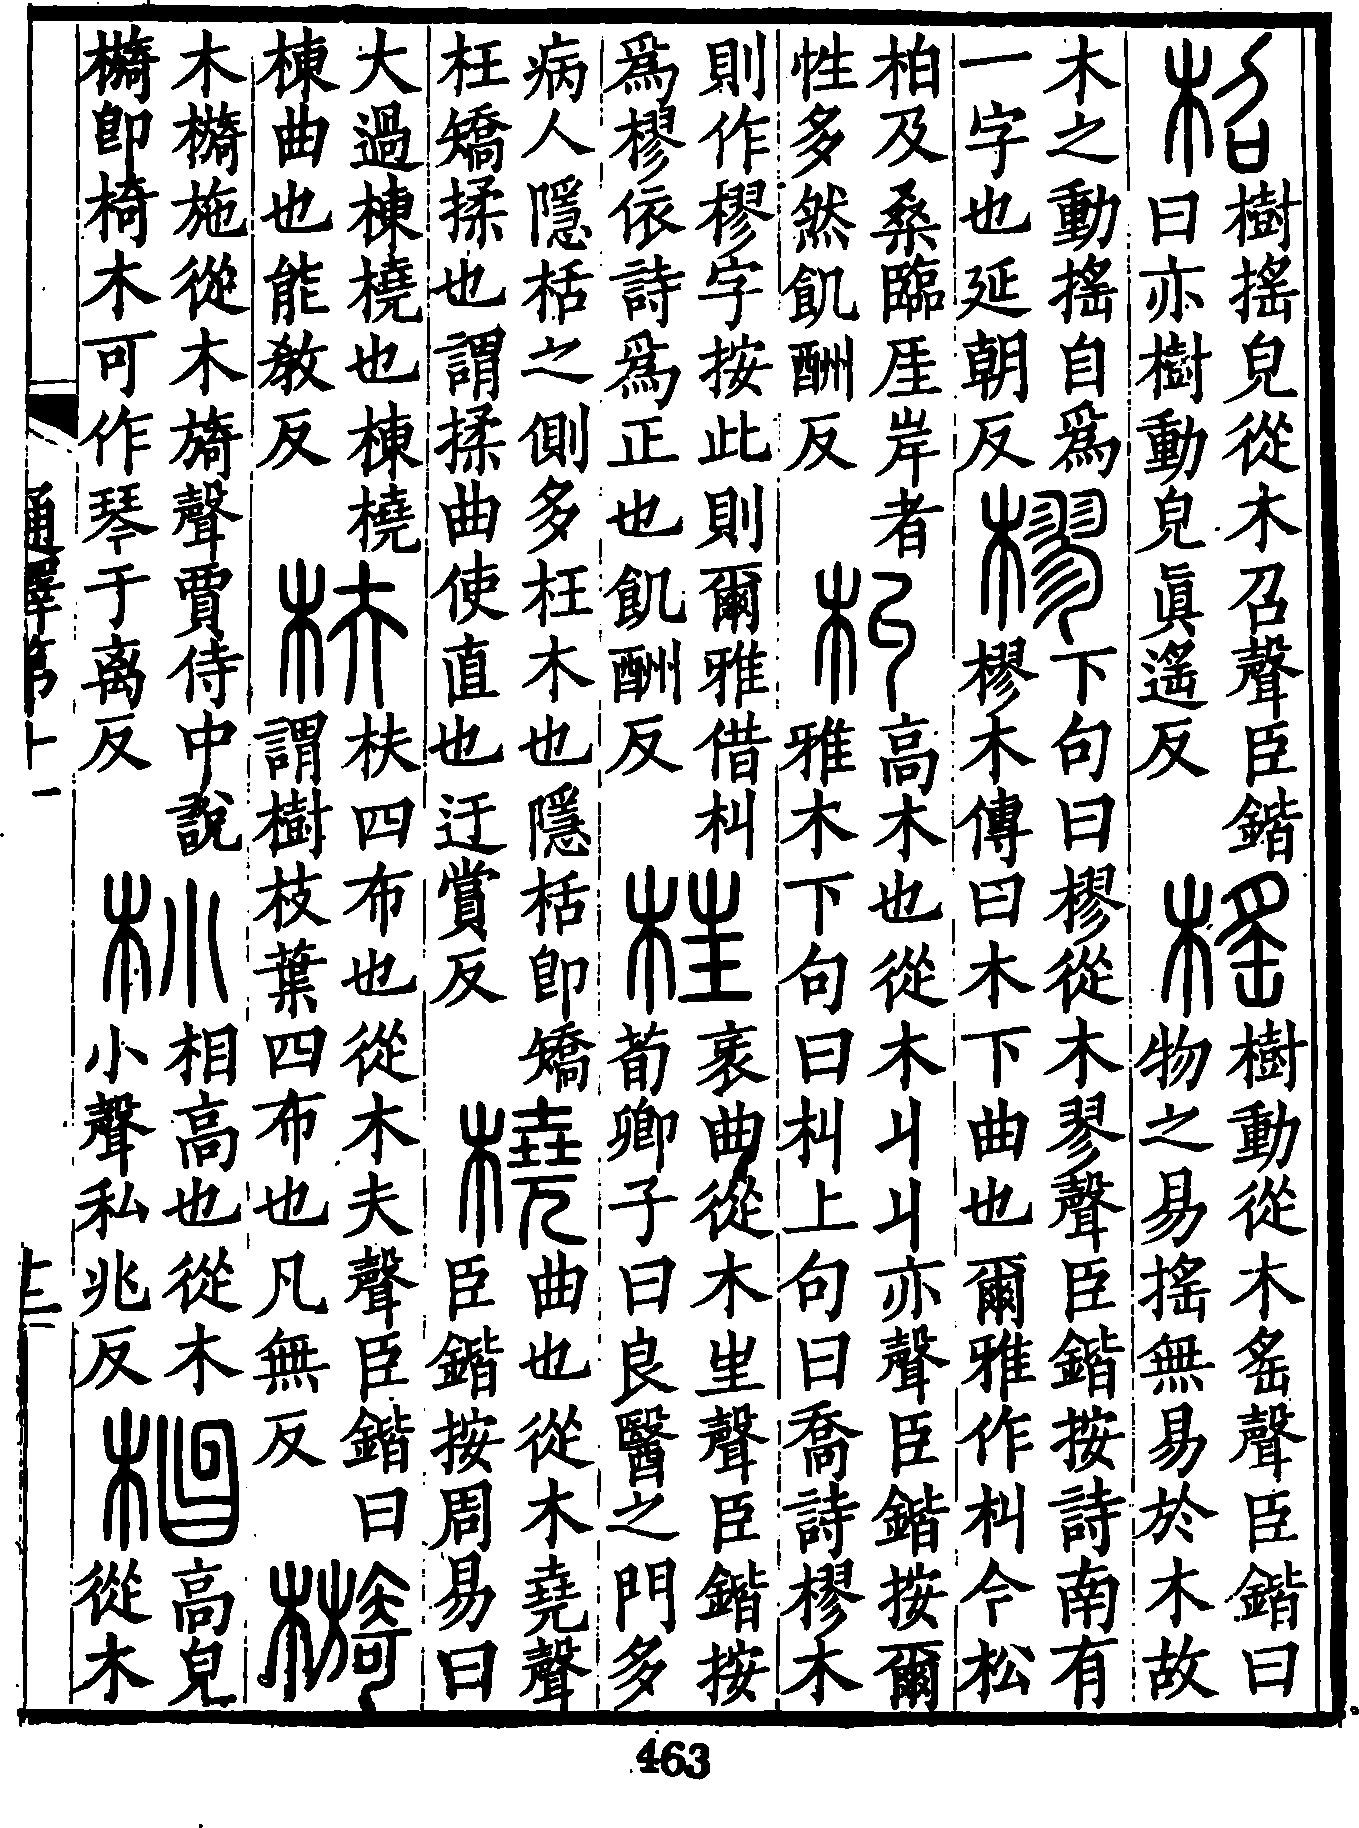 柖樹搖皃從木召聲臣鍇曰亦樹動皃眞遙反榣樹動從木䍃聲臣鍇曰物之易搖無易於木故
木之動搖自爲一字也延朝反樛下句曰樛從木翏聲臣鍇按詩南有樛木傳曰木下曲也爾雅作朻今松
柏及桑臨厓岸者性多然飢酬反朻高木也從木丩丩亦聲臣鍇按爾雅木下句曰朻上句曰喬詩樛木
則作樛字按此則爾雅借朻爲樛依詩爲正也飢酬反枉衺曲從木㞷聲臣鍇按荀卿子曰良醫之門多
病人隱栝之側多枉木也隱栝卽矯枉矯揉也謂揉曲使直也迂賞反橈曲也從木堯聲臣鍇按周易曰
大過棟橈也棟橈棟曲也能敎反枎枎四布也從木夫聲臣鍇曰謂樹枝葉四布也凡無反檹
木檹施從木旖聲賈侍中說檹卽椅木可作琴于离反𣏌相高也從木小聲私兆反榾高皃從木
通釋第十一
十三
463